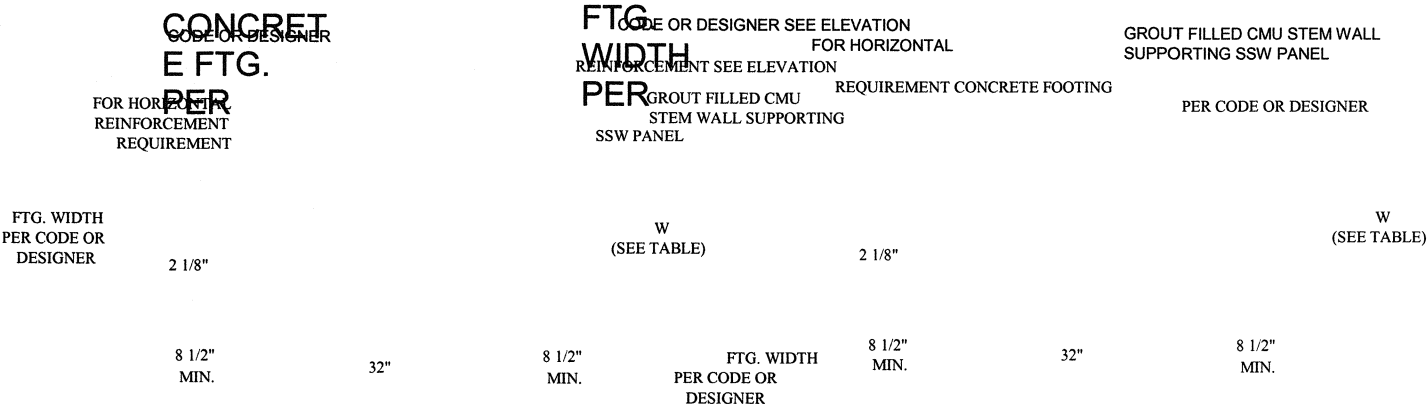 CONCRET
E FTG.
PER
CODE OR DESIGNER
FOR HORIZONTAL
REINFORCEMENT
REQUIREMENT
FTG.
WIDTH
PER
CODE OR DESIGNER SEE ELEVATION
FOR HORIZONTAL
REINFORCEMENT SEE ELEVATION
REQUIREMENT CONCRETE FOOTING
GROUT FILLED CMU
STEM WALL SUPPORTING
SSW PANEL
GROUT FILLED CMU STEM WALL
SUPPORTING SSW PANEL
PER CODE OR DESIGNER
FTG. WIDTH
PER CODE OR
DESIGNER
2 1/8"
W
(SEE TABLE)
2 1/8"
W
(SEE TABLE)
8 1/2"
MIN.
32"
8 1/2"
MIN.
FTG. WIDTH
PER CODE OR
DESIGNER
8 1/2"
MIN.
32"
8 1/2"
MIN.